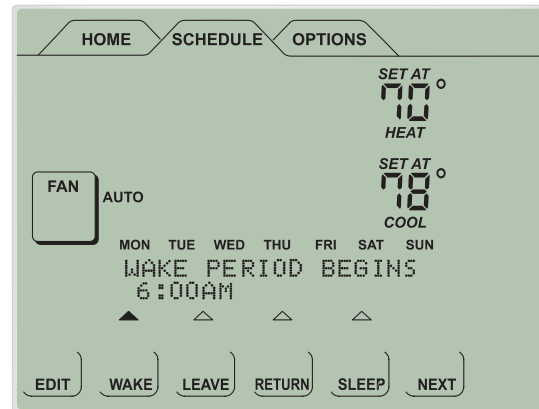 HOME SCHEDULE OPTIONS
SET AT
70°
HEAT
SET AT
78°
COOL
FAN
AUTO
MON TUE WED THU FRI SAT SUN
WAKE PERIOD BEGINS
6:00AM
EDIT WAKE LEAVE RETURN SLEEP NEXT